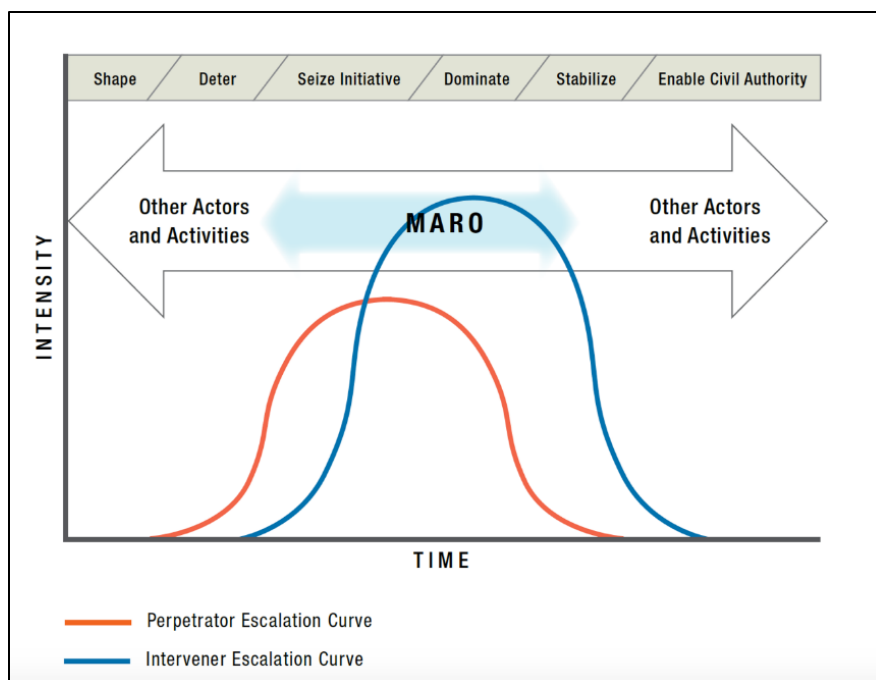 Shape
Deter
Seize Initiative
Dominate
Stabilize
Enable Civil Authority
Other Actors
and Activities
MARO
Other Actors
and Activities
INTENSITY
TIME
Perpetrator Escalation Curve
Intervener Escalation Curve